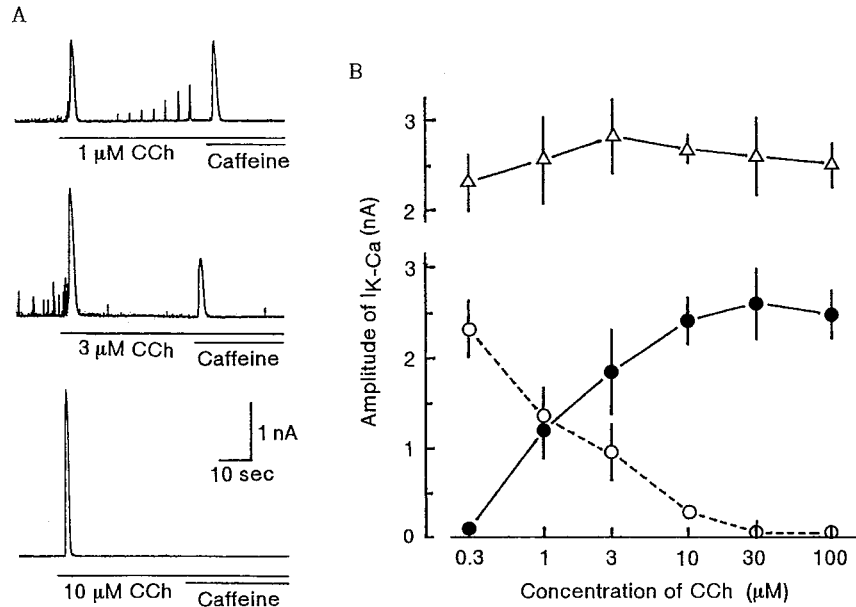 A
1 µM CCh
Caffeine
3 µM CCh
Caffeine
1 nA
10 sec
10 µM CCh
Caffeine
B
Amplitude of IK-Ca (nA)
3
2
3
2
1
0
0.3
1
3
10
30
100
Concentration of CCh (µM)